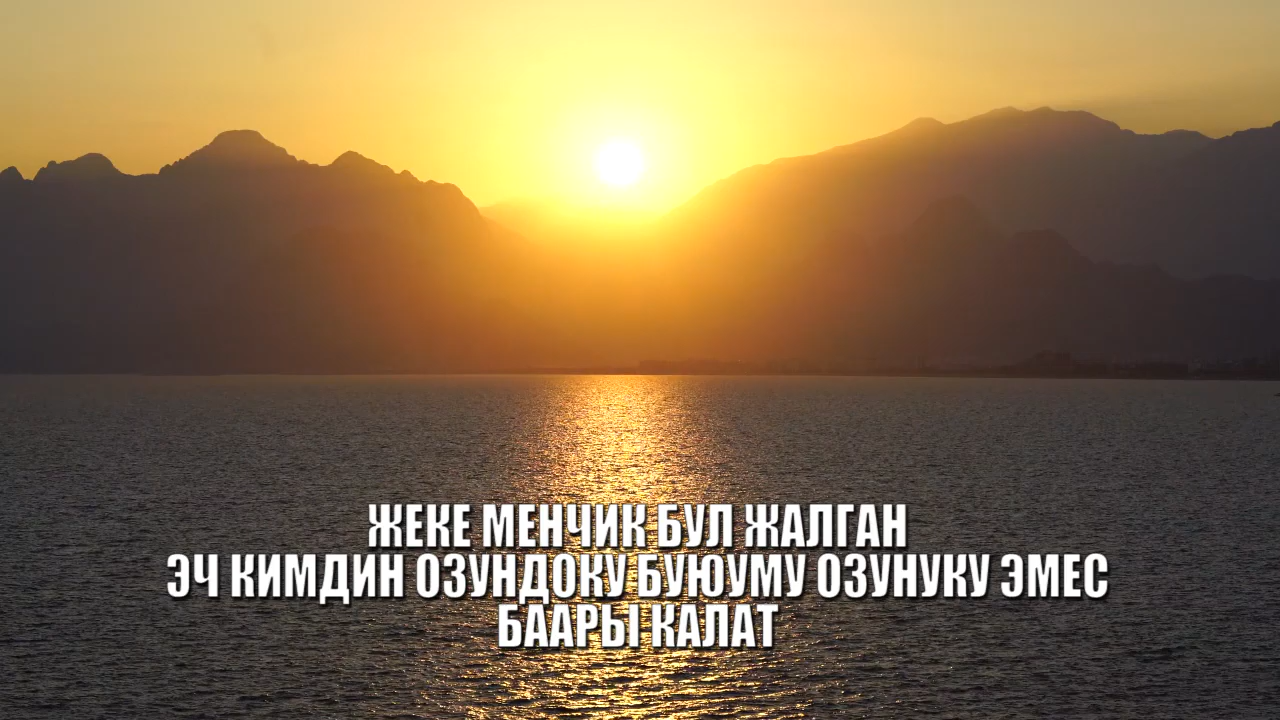 ЖЕКЕ МЕНЧИК БУЛ ЖАЛГАН
ЭЧ КИМДИН ОЗУНДОКУ БУЮУМУ ОЗУНУКУ ЭМЕС
БААРЫ КАЛАТ